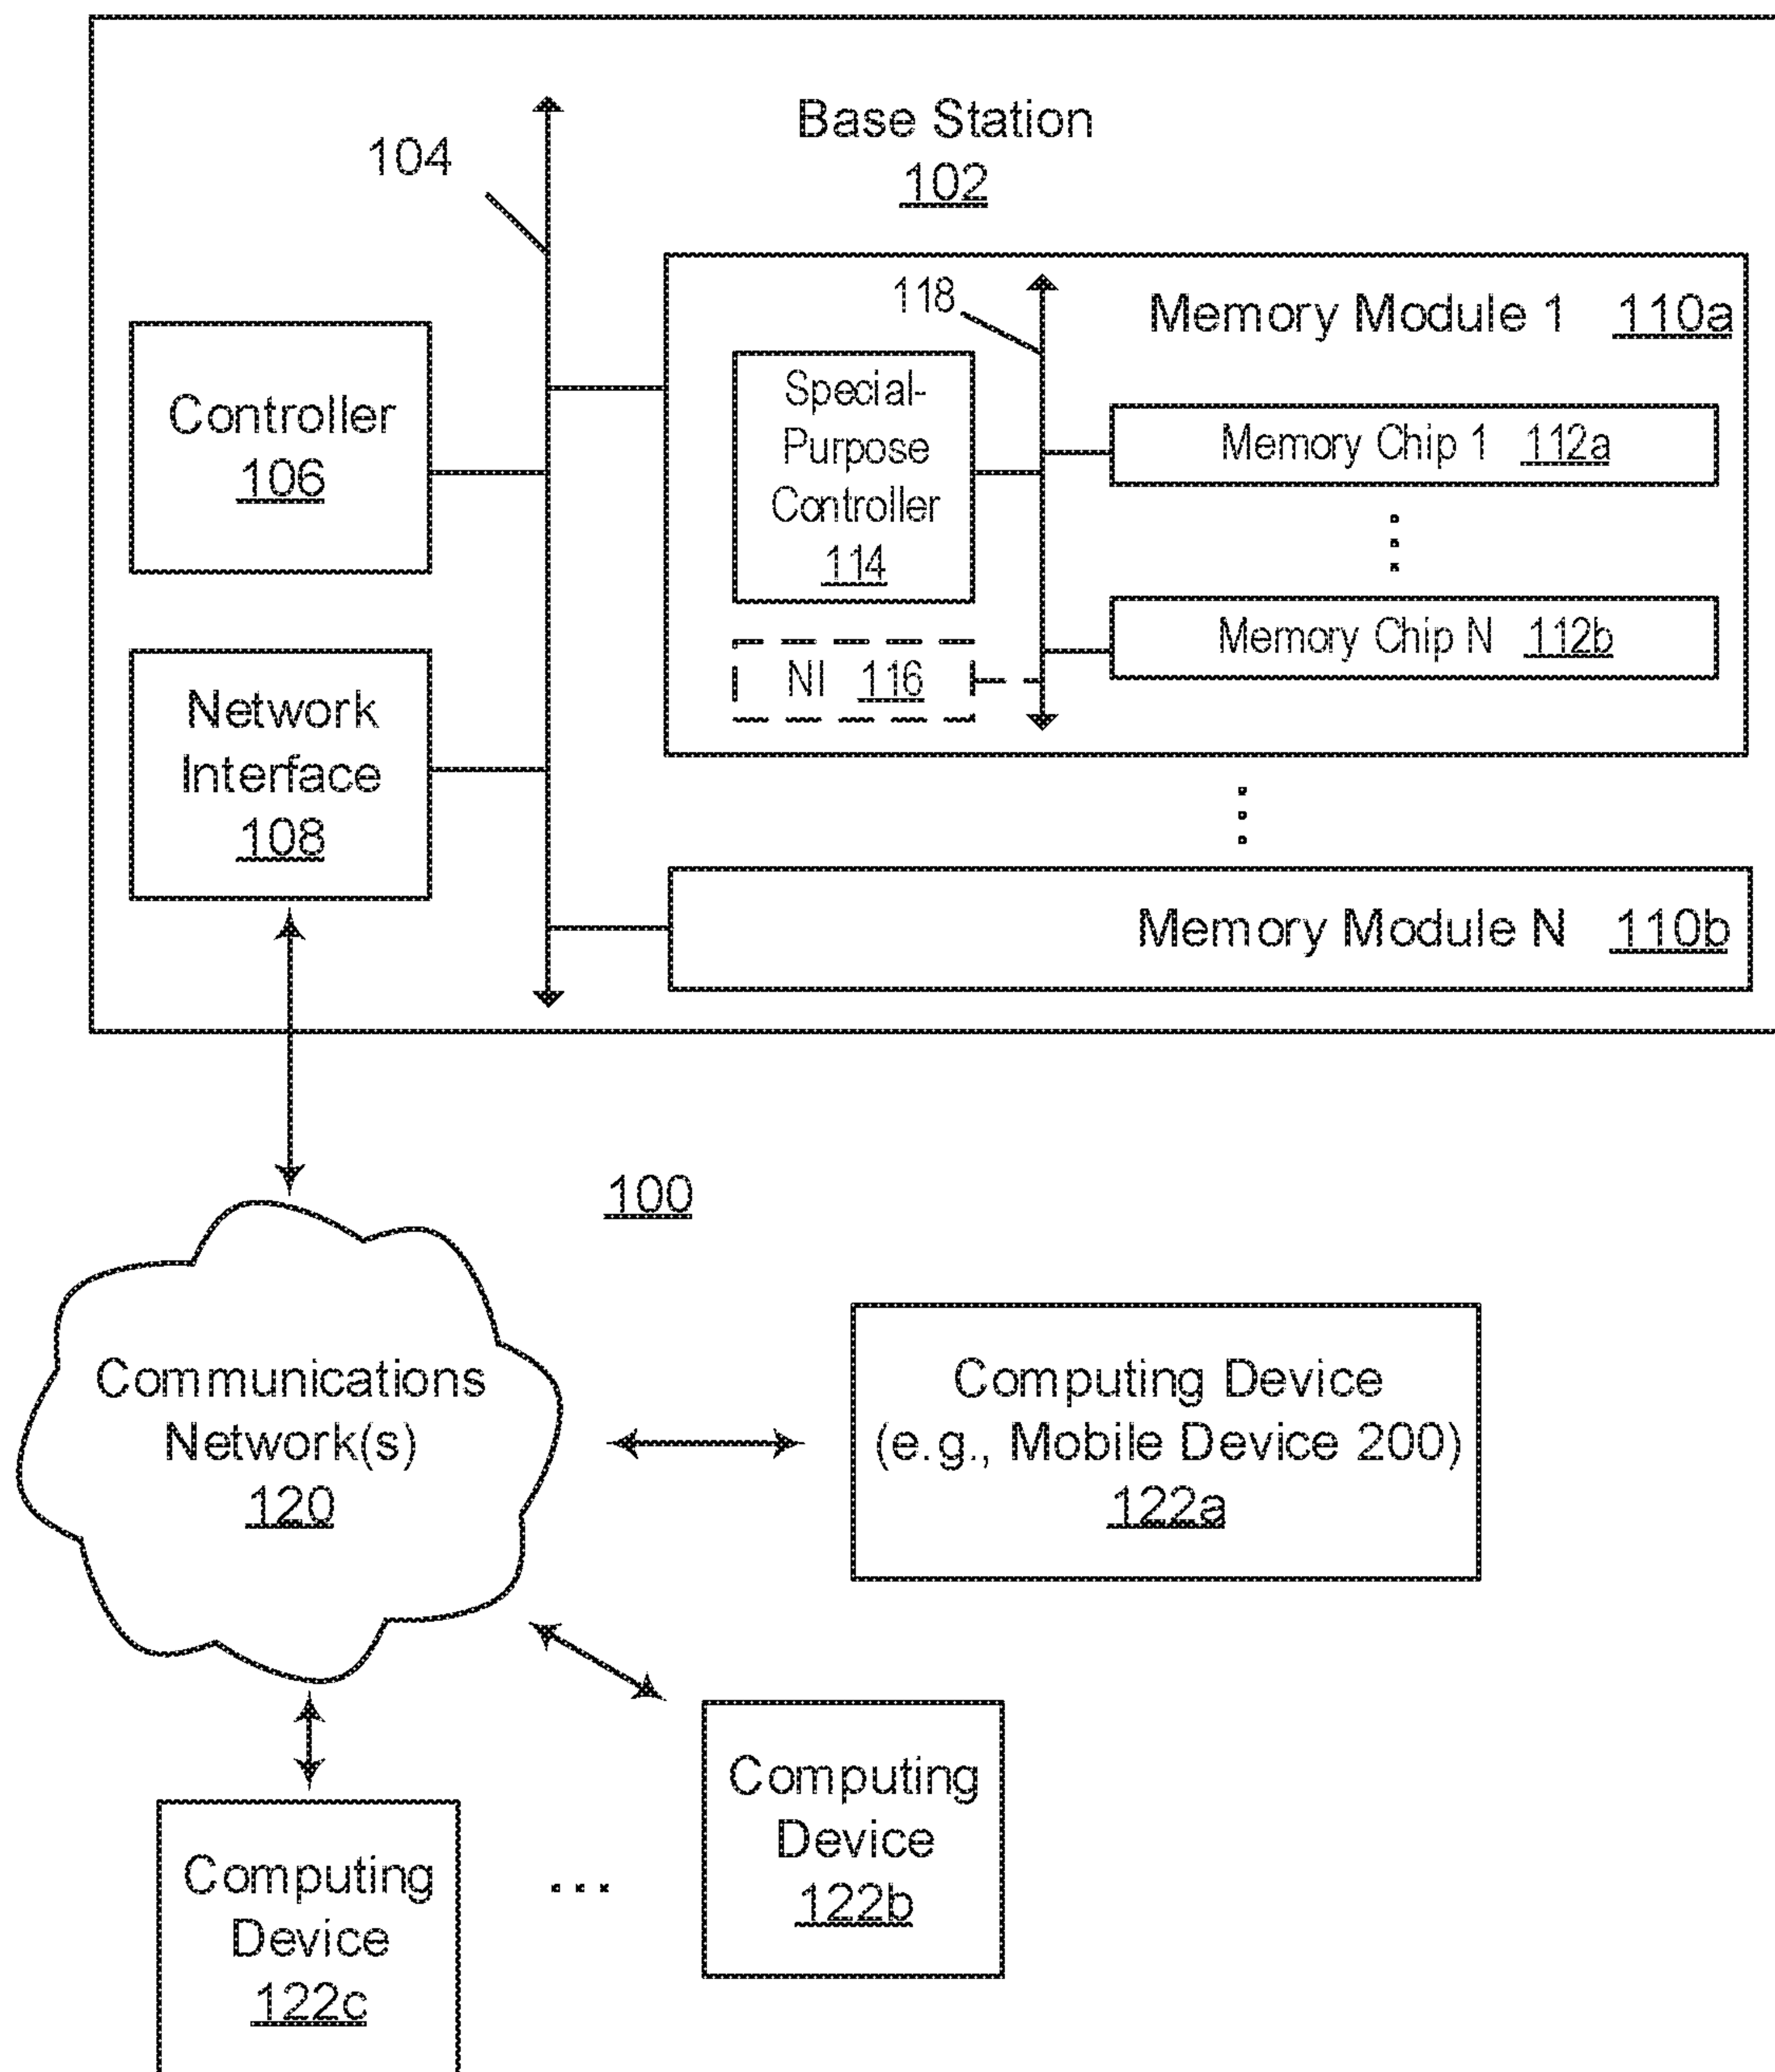 Base Station
102
104
118
Memory Module 1 110a
Controller
106
Special-
Purpose
Controller
114
Memory Chip 1 112a
Memory Chip N 112b
NI 116
Network
Interface
108
Memory Module N 110b
100
Communications
Network(s)
120
Computing Device
(e.g., Mobile Device 200)
122a
Computing
Device
122b
Computing
Device
122c